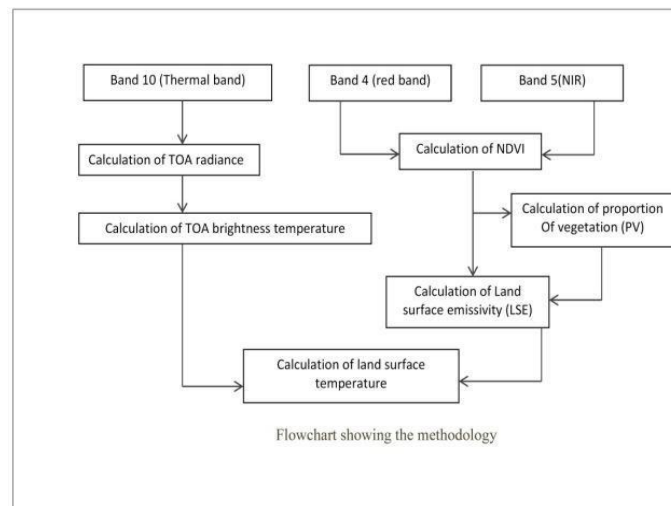 Band 10 (Thermal band)
Band 4 (red band)
Band 5(NIR)
Calculation of TOA radiance
Calculation of NDVI
Calculation of TOA brightness temperature
Calculation of proportion
Of vegetation (PV)
Calculation of Land
surface emissivity (LSE)
Calculation of land surface
temperature
Flowchart showing the methodology